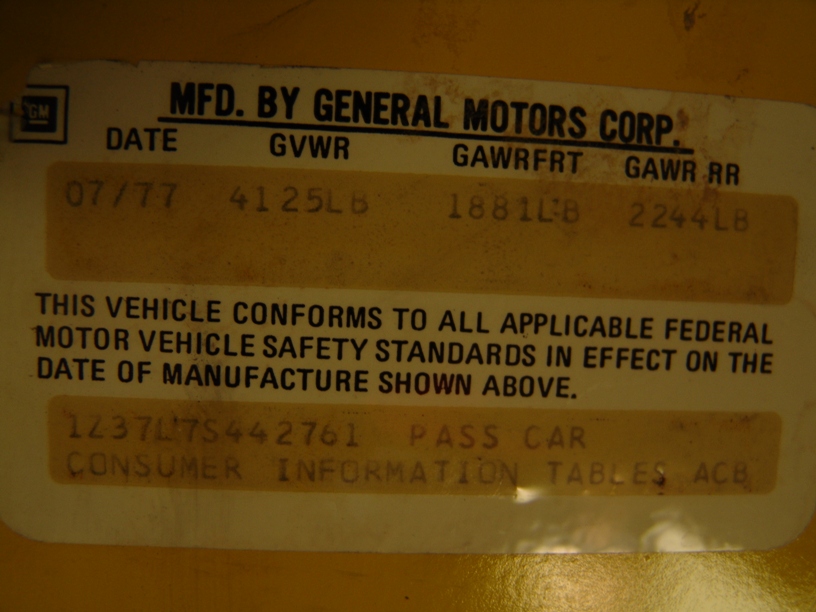 GM
MFD. BY GENERAL MOTORS CORP.
DATE GVWR GAWRFRT GAWR RR
07/77 4125LB 1881LB 2244LB
THIS VEHICLE CONFORMS TO ALL APPLICABLE FEDERAL
MOTOR VEHICLE SAFETY STANDARDS IN EFFECT ON THE
DATE OF MANUFACTURE SHOWN ABOVE.
1Z37L7S442761 PASS CAR
CONSUMER INFORMATION TABLES ACB